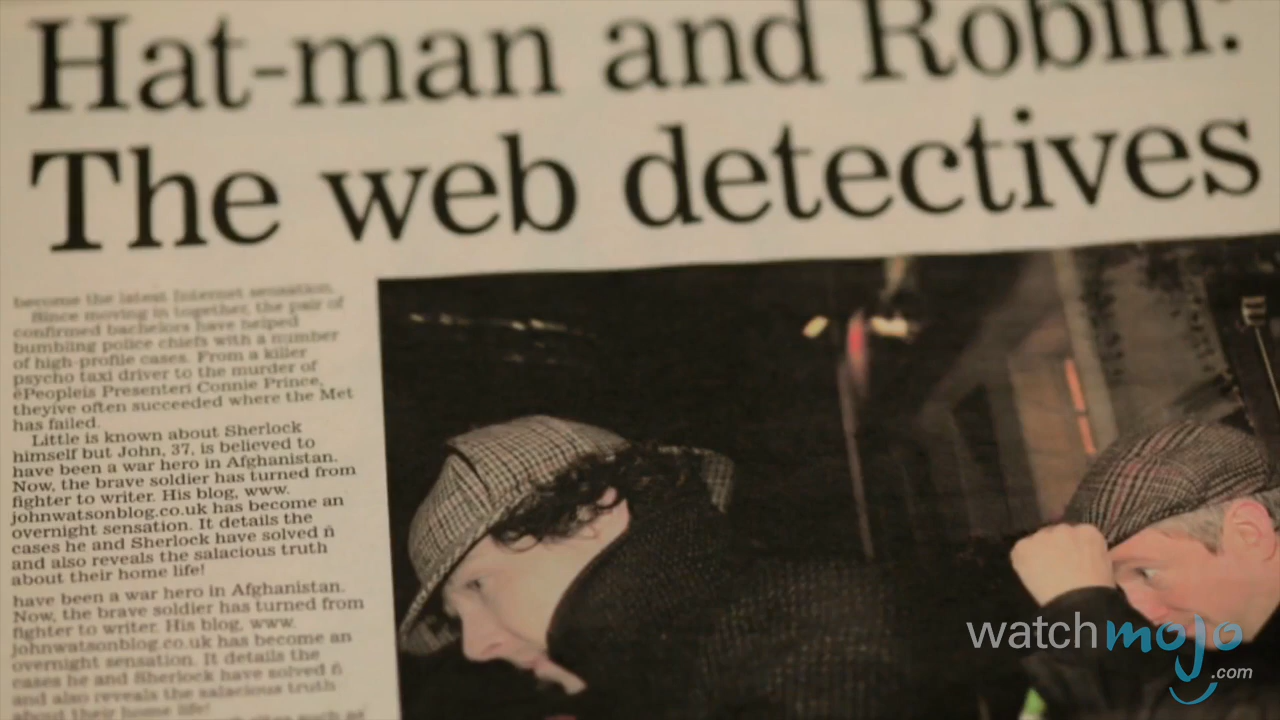 Hat-man and Robin:
The web detectives
become the latest Internet sensation.
Since moving in together, the pair of
confirmed bachelors have helped
bumbling police chiefs with a number
of high-profile cases. From a killer
psycho taxi driver to the murder of
êPeopleis Presenteri Connie Prince,
theyive often succeeded where the Met
has failed.
Little is known about Sherlock
himself but John, 37, is believed to
have been a war hero in Afghanistan.
Now, the brave soldier has turned from
fighter to writer. His blog, www.
johnwatsonblog.co.uk has become an
overnight sensation. It details the
cases he and Sherlock have solved ñ
and also reveals the salacious truth
about their home life!
have been a war hero in Afghanistan.
Now, the brave soldier has turned from
fighter to writer. His blog, www.
johnwatsonblog.co.uk has become an
overnight sensation. It details the
cases he and Sherlock have solved ñ
and also reveals the salacious truth
about their home life!
watchmojo
.com